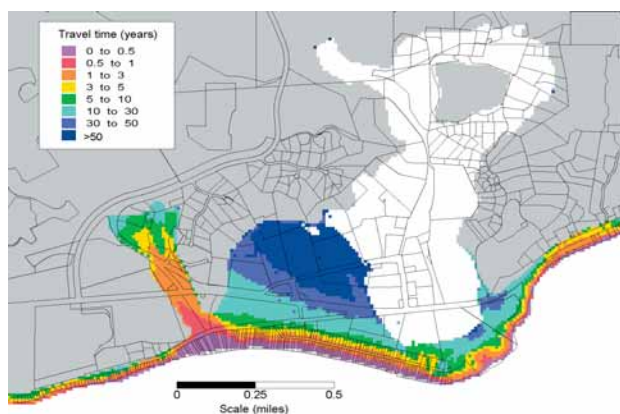 Travel time (years)
0 to 0.5
0.5 to 1
1 to 3
3 to 5
5 to 10
10 to 30
30 to 50
>50
0 0.25 0.5
Scale (miles)